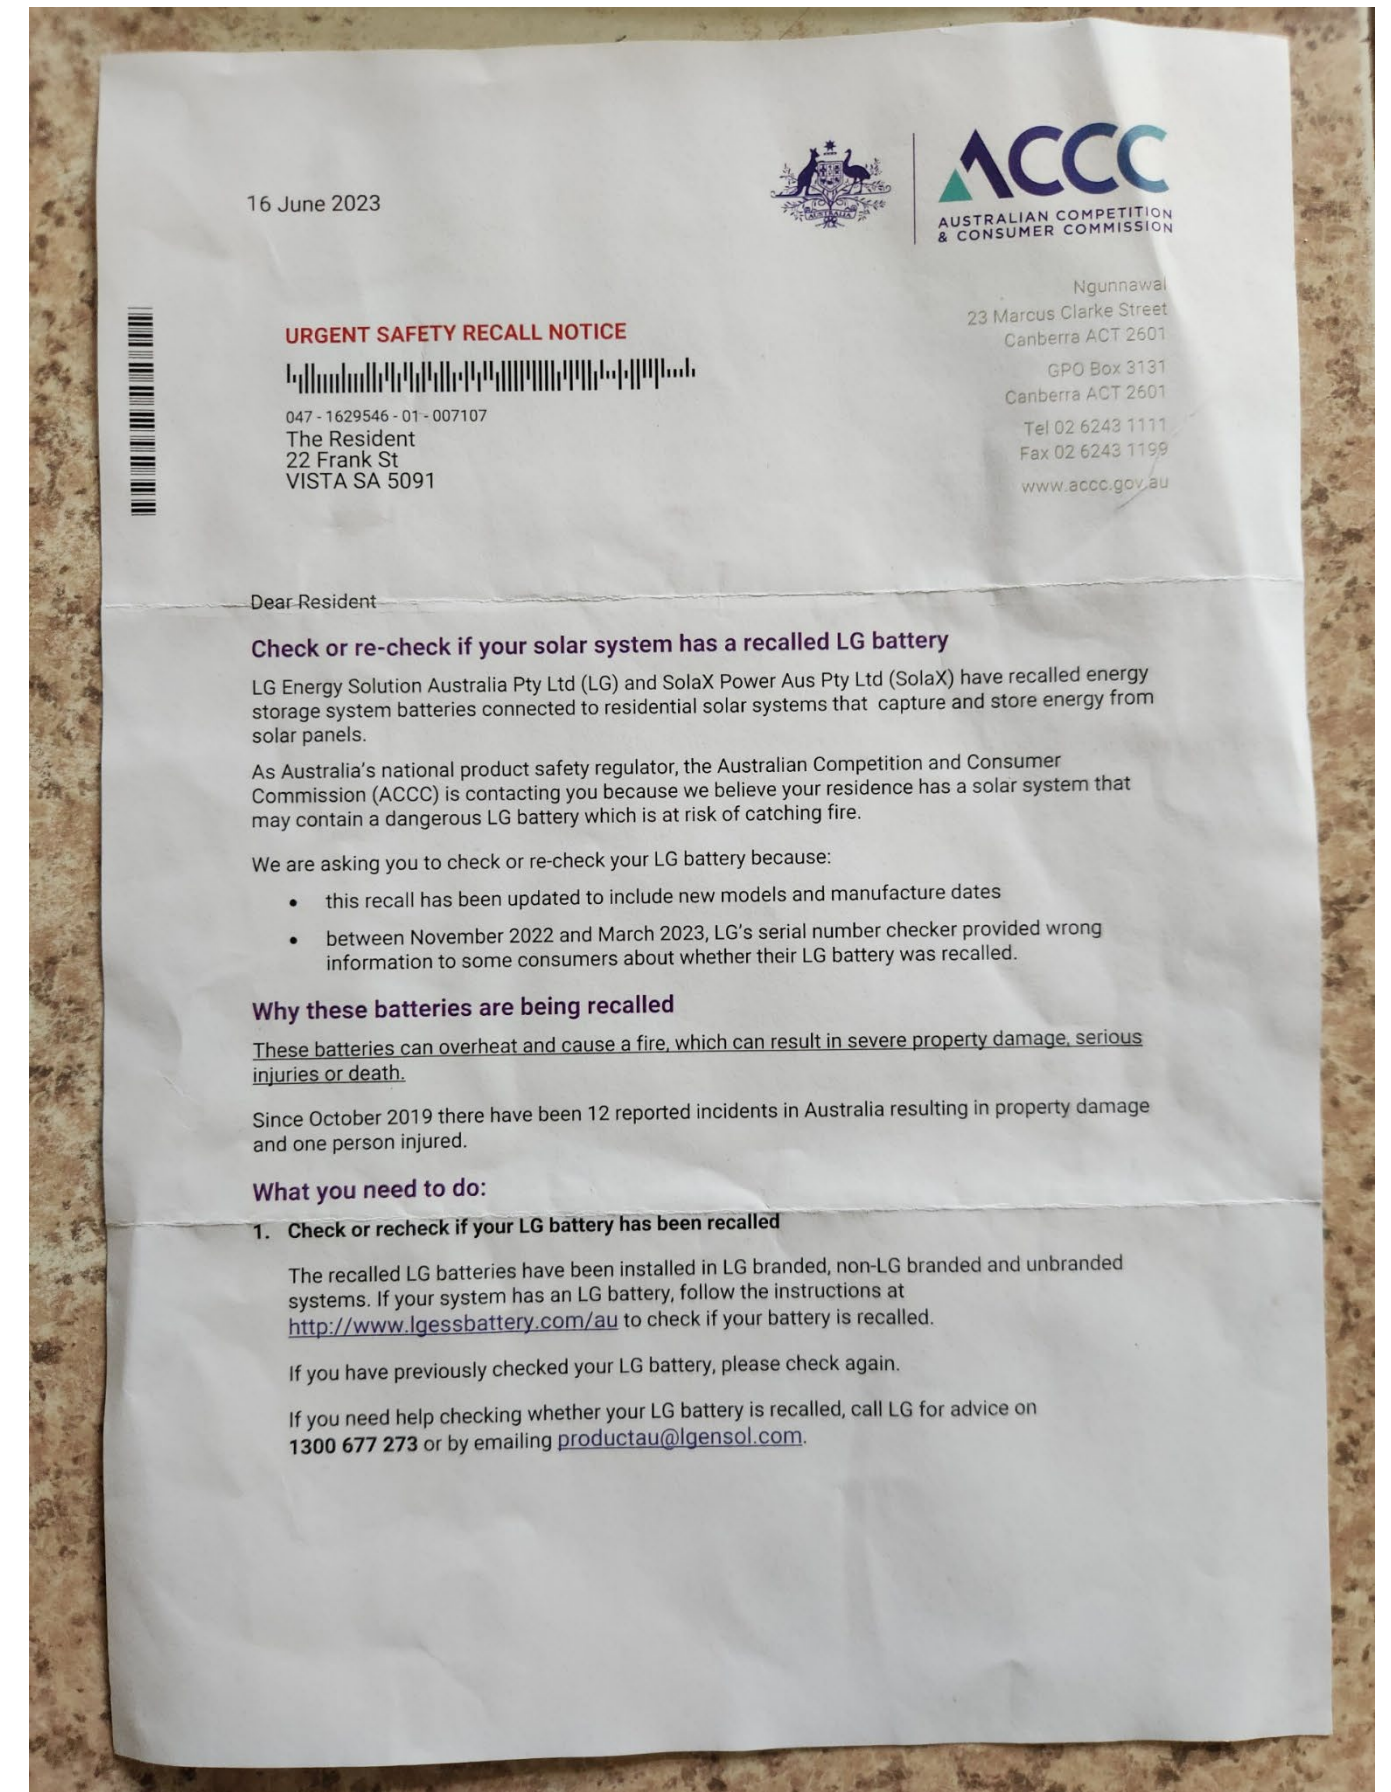 16 June 2023
ACCC
AUSTRALIAN COMPETITION
& CONSUMER COMMISSION
AUSTRALIA
Ngunnawal
23 Marcus Clarke Street
Canberra ACT 2601
GPO Box 3131
Canberra ACT 2601
Tel 02 6243 1111
Fax 02 6243 1199
www.accc.gov.au
URGENT SAFETY RECALL NOTICE
047 - 1629546 - 01 - 007107
The Resident
22 Frank St
VISTA SA 5091
Dear Resident
Check or re-check if your solar system has a recalled LG battery
LG Energy Solution Australia Pty Ltd (LG) and SolaX Power Aus Pty Ltd (SolaX) have recalled energy
storage system batteries connected to residential solar systems that capture and store energy from
solar panels.
As Australia's national product safety regulator, the Australian Competition and Consumer
Commission (ACCC) is contacting you because we believe your residence has a solar system that
may contain a dangerous LG battery which is at risk of catching fire.
We are asking you to check or re-check your LG battery because:
• this recall has been updated to include new models and manufacture dates
• between November 2022 and March 2023, LG's serial number checker provided wrong
information to some consumers about whether their LG battery was recalled.
Why these batteries are being recalled
These batteries can overheat and cause a fire, which can result in severe property damage, serious
injuries or death.
Since October 2019 there have been 12 reported incidents in Australia resulting in property damage
and one person injured.
What you need to do:
1. Check or recheck if your LG battery has been recalled
The recalled LG batteries have been installed in LG branded, non-LG branded and unbranded
systems. If your system has an LG battery, follow the instructions at
http://www.lgessbattery.com/au to check if your battery is recalled.
If you have previously checked your LG battery, please check again.
If you need help checking whether your LG battery is recalled, call LG for advice on
1300 677 273 or by emailing productau@lgensol.com.